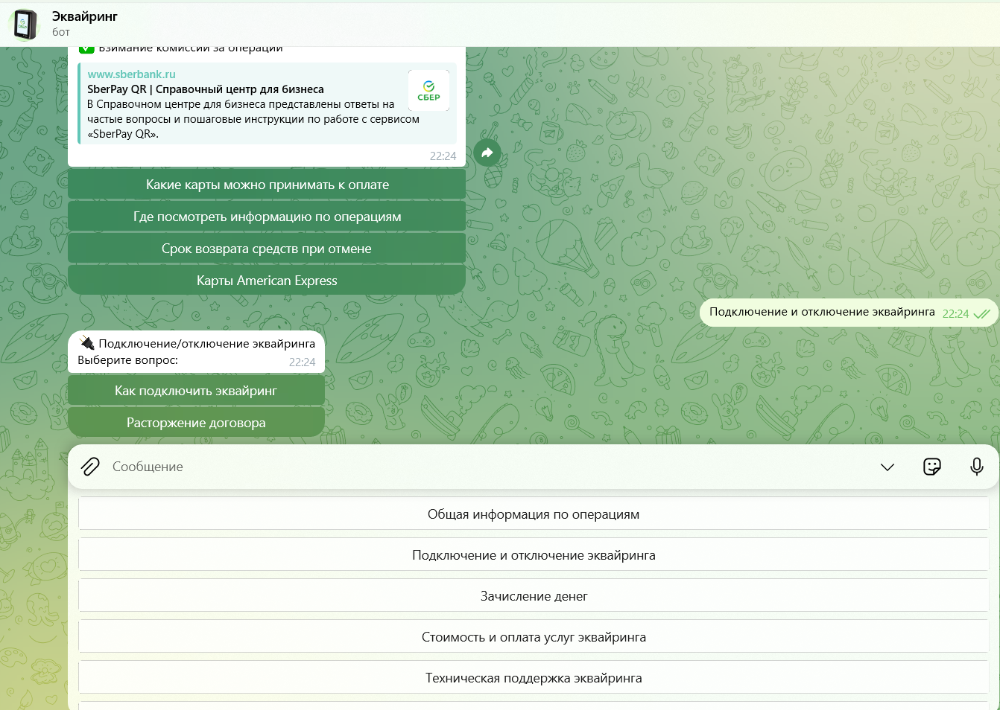 Эквайринг
бот
Взимание комиссии за операции
www.sberbank.ru
SberPay QR | Справочный центр для бизнеса
В Справочном центре для бизнеса представлены ответы на
частые вопросы и пошаговые инструкции по работе с сервисом
«SberPay QR».
СБЕР
22:24
Какие карты можно принимать к оплате
Где посмотреть информацию по операциям
Срок возврата средств при отмене
Карты American Express
Подключение и отключение эквайринга 22:24
Подключение/отключение эквайринга
Выберите вопрос: 22:24
Как подключить эквайринг
Расторжение договора
Сообщение
Общая информация по операциям
Подключение и отключение эквайринга
Зачисление денег
Стоимость и оплата услуг эквайринга
Техническая поддержка эквайринга